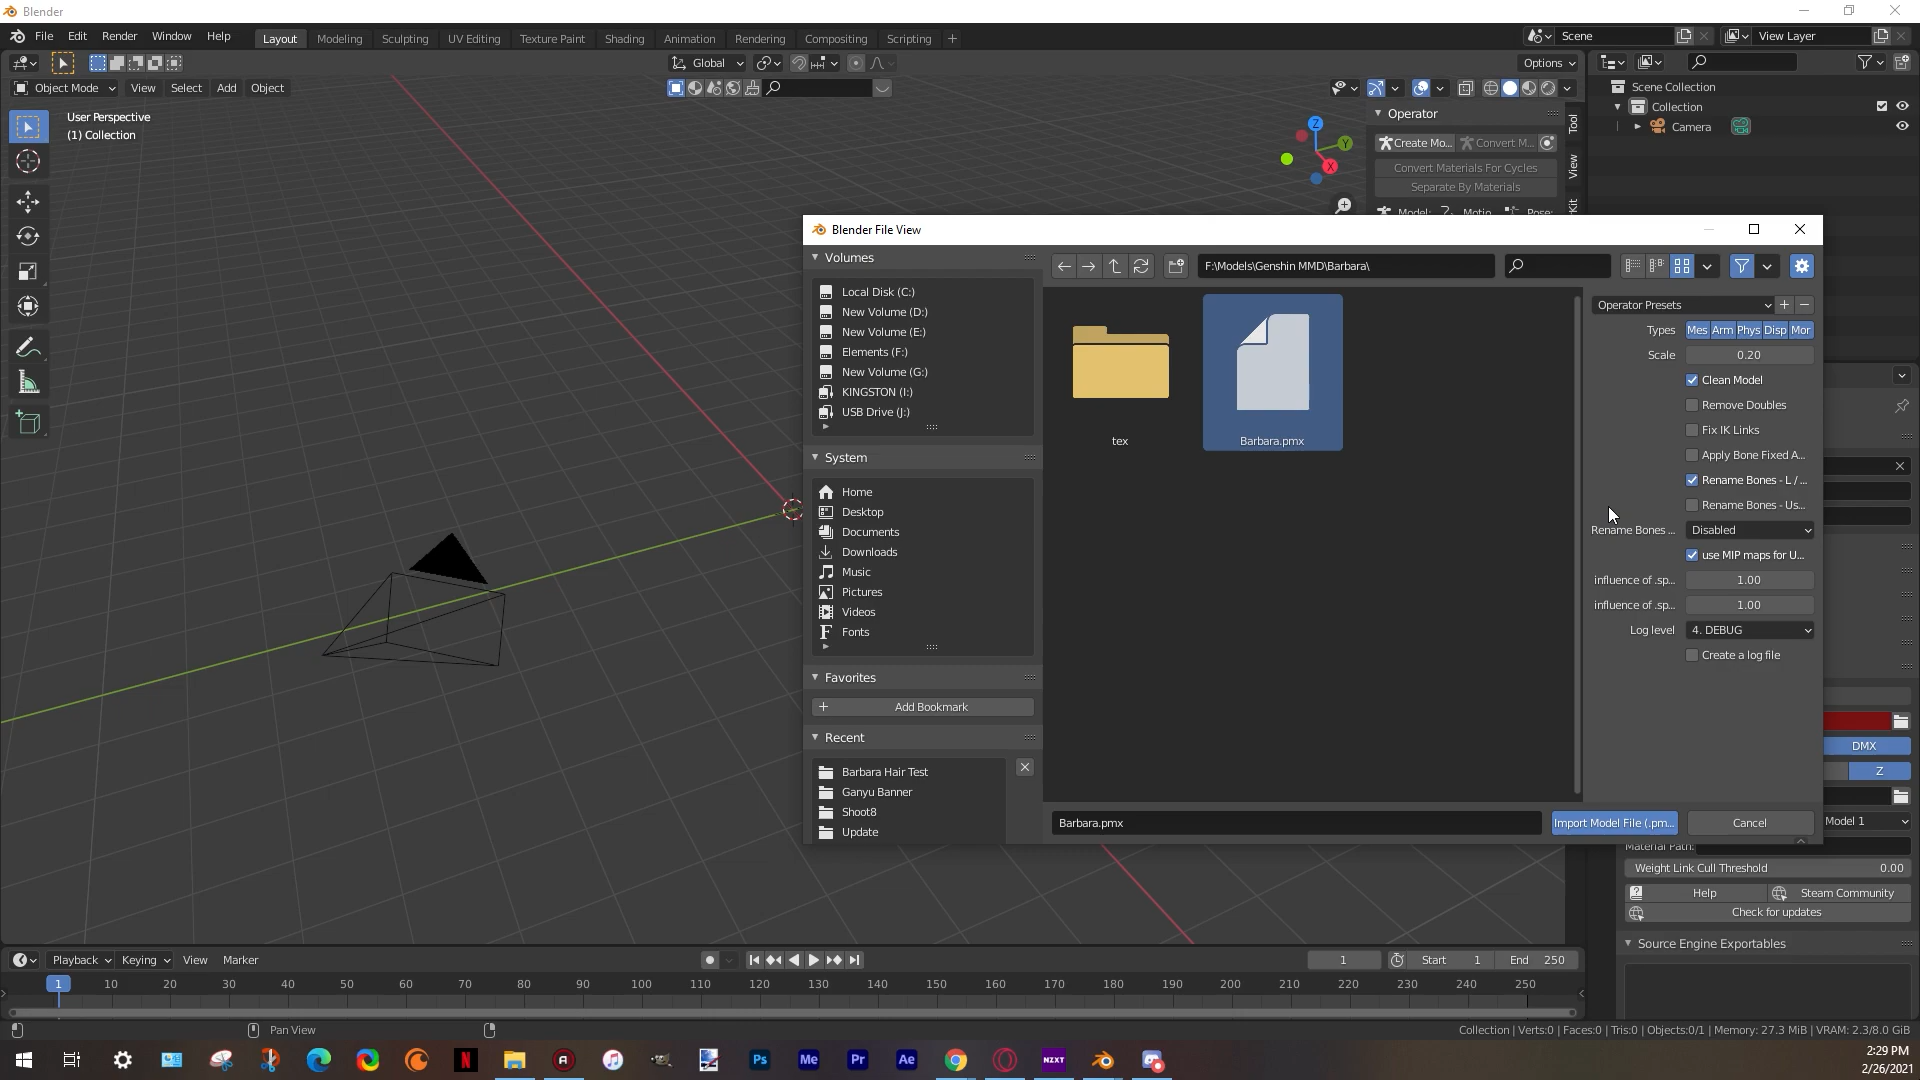 Blender
File Edit Render Window Help
Layout Modeling Sculpting UV Editing Texture Paint Shading Animation Rendering Compositing Scripting +
Scene View Layer
Global Options
Object Mode View Select Add Object
User Perspective
(1) Collection
Z
Y
X
Operator
Create Mo... Convert M...
Convert Materials For Cycles
Separate By Materials
Model: Motio... Pose:
Tool
View
Scene Collection
Collection
Camera
Blender File View
Volumes
Local Disk (C:)
New Volume (D:)
New Volume (E:)
Elements (F:)
New Volume (G:)
KINGSTON (I:)
USB Drive (J:)
System
Home
Desktop
Documents
Downloads
Music
Pictures
Videos
Fonts
Favorites
+ Add Bookmark
Recent
Barbara Hair Test
Ganyu Banner
Shoot8
Update
F:\Models\Genshin MMD\Barbara\
tex
Barbara.pmx
Operator Presets
Types Mes Arm Phys Disp Mor
Scale 0.20
Clean Model
Remove Doubles
Fix IK Links
Apply Bone Fixed A...
Rename Bones - L / ...
Rename Bones - Us...
Rename Bones ... Disabled
use MIP maps for U...
influence of .sp... 1.00
influence of .sp... 1.00
Log level 4. DEBUG
Create a log file
Barbara.pmx
Import Model File (.pm...
Cancel
DMX
Z
Model 1
Material Path:
Weight Link Cull Threshold 0.00
Help Steam Community
Check for updates
Source Engine Exportables
Playback Keying View Marker
1 Start 1 End 250
1 10 20 30 40 50 60 70 80 90 100 110 120 130 140 150 160 170 180 190 200 210 220 230 240 250
Pan View
Collection | Verts:0 | Faces:0 | Tris:0 | Objects:0/1 | Memory: 27.3 MiB | VRAM: 2.3/8.0 GiB
N Ps Me Pr Ae NZXT
2:29 PM
2/26/2021